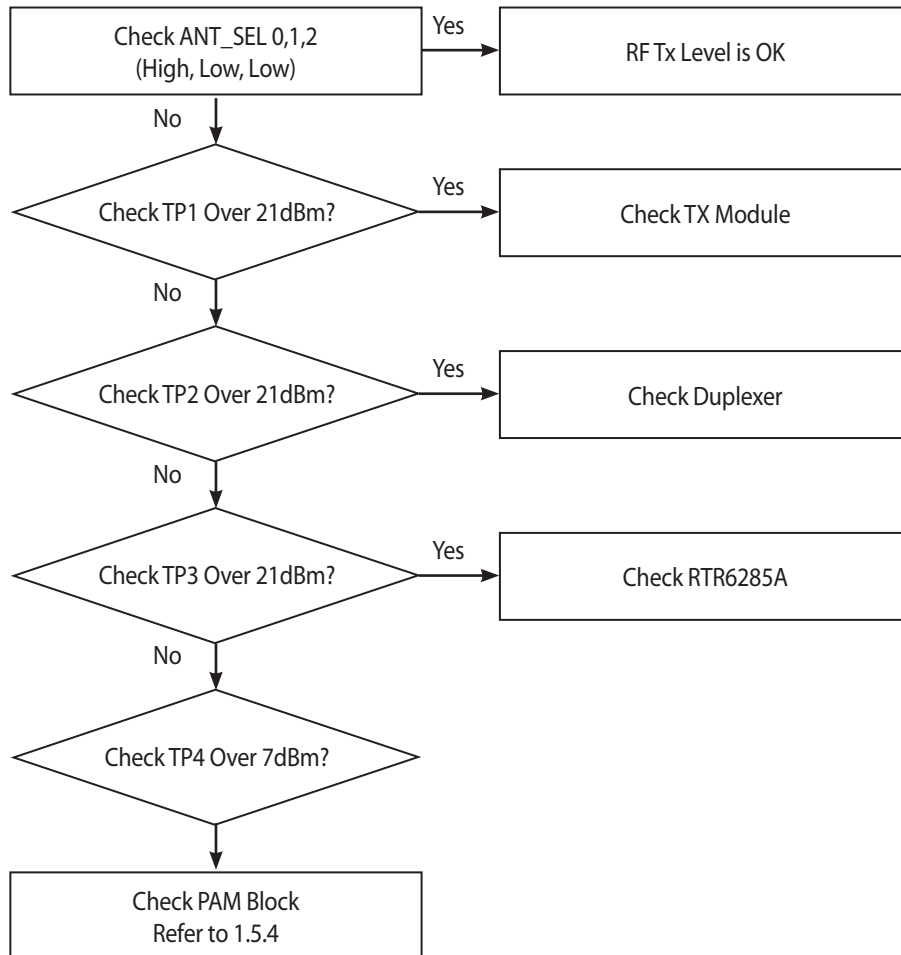 Check ANT_SEL 0,1,2
(High, Low, Low)
Yes
RF Tx Level is OK
No
Check TP1 Over 21dBm?
Yes
Check TX Module
No
Check TP2 Over 21dBm?
Yes
Check Duplexer
No
Check TP3 Over 21dBm?
Yes
Check RTR6285A
No
Check TP4 Over 7dBm?
Check PAM Block
Refer to 1.5.4